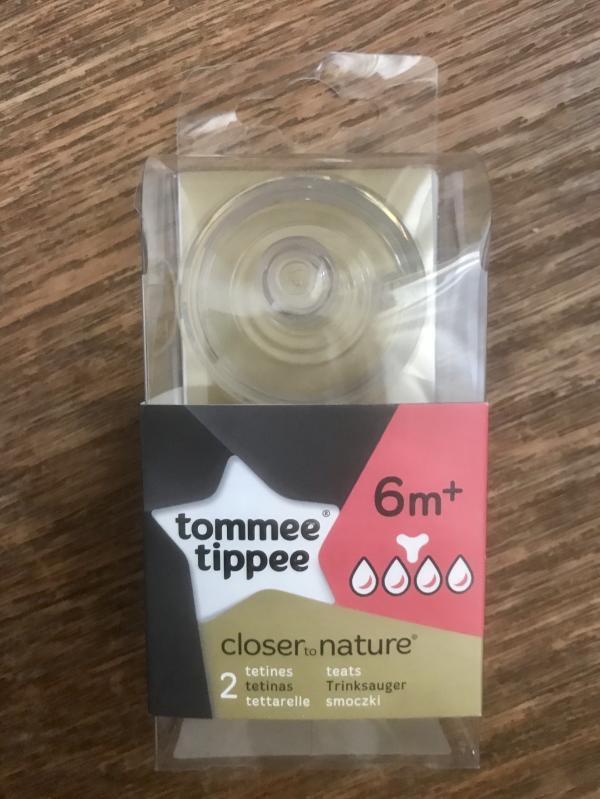 6m+
tommee®
tippee
closer to nature®
2
tetines teats
tetinas Trinksauger
tettarelle smoczki